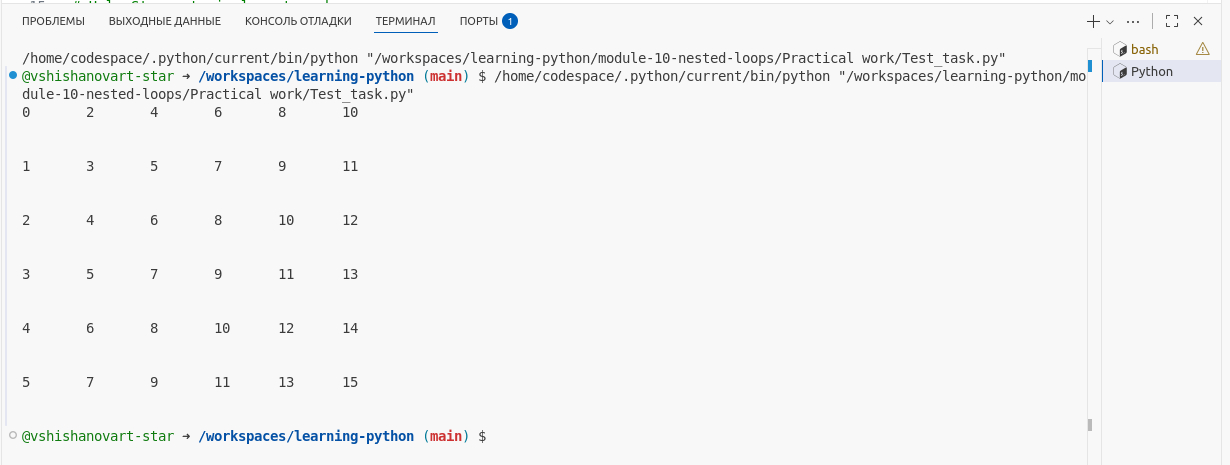 ПРОБЛЕМЫ ВЫХОДНЫЕ ДАННЫЕ КОНСОЛЬ ОТЛАДКИ ТЕРМИНАЛ ПОРТЫ 1
/home/codespace/.python/current/bin/python "/workspaces/learning-python/module-10-nested-loops/Practical work/Test_task.py"
@vshishanovart-star ➜ /workspaces/learning-python (main) $ /home/codespace/.python/current/bin/python "/workspaces/learning-python/mo
dule-10-nested-loops/Practical work/Test_task.py"
0 2 4 6 8 10
1 3 5 7 9 11
2 4 6 8 10 12
3 5 7 9 11 13
4 6 8 10 12 14
5 7 9 11 13 15
@vshishanovart-star ➜ /workspaces/learning-python (main) $
bash
Python